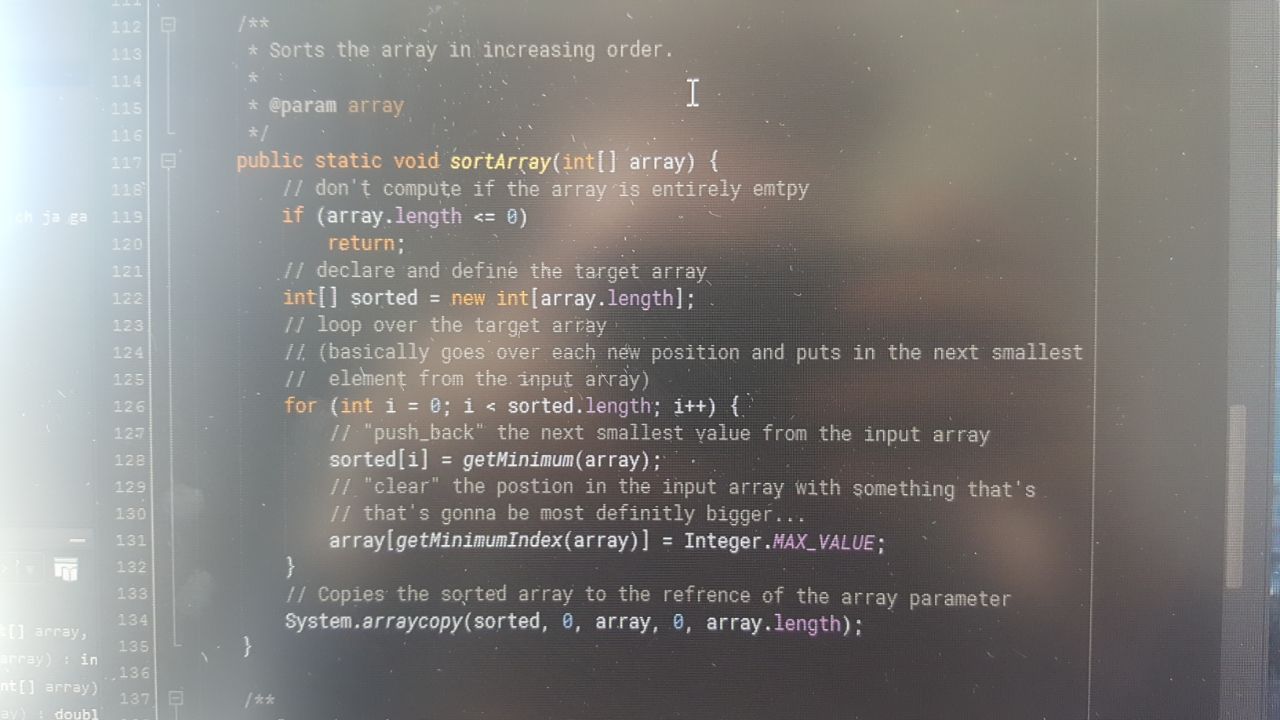 112 /**
113 * Sorts the array in increasing order.
114 *
115 * @param array
116 */
117 public static void sortArray(int[] array) {
118 // don't compute if the array is entirely emtpy
ch ja ga 119 if (array.length <= 0)
120 return;
121 // declare and define the target array
122 int[] sorted = new int[array.length];
123 // loop over the target array
124 // (basically goes over each new position and puts in the next smallest
125 // element from the input array)
126 for (int i = 0; i < sorted.length; i++) {
127 // "push_back" the next smallest value from the input array
128 sorted[i] = getMinimum(array);
129 // "clear" the postion in the input array with something that's
130 // that's gonna be most definitly bigger...
131 array[getMinimumIndex(array)] = Integer.MAX_VALUE;
132 }
133 // Copies the sorted array to the refrence of the array parameter
134 System.arraycopy(sorted, 0, array, 0, array.length);
t[] array,
135 }
array) : in
136
nt[] array)
137 /**
ay) : doubl